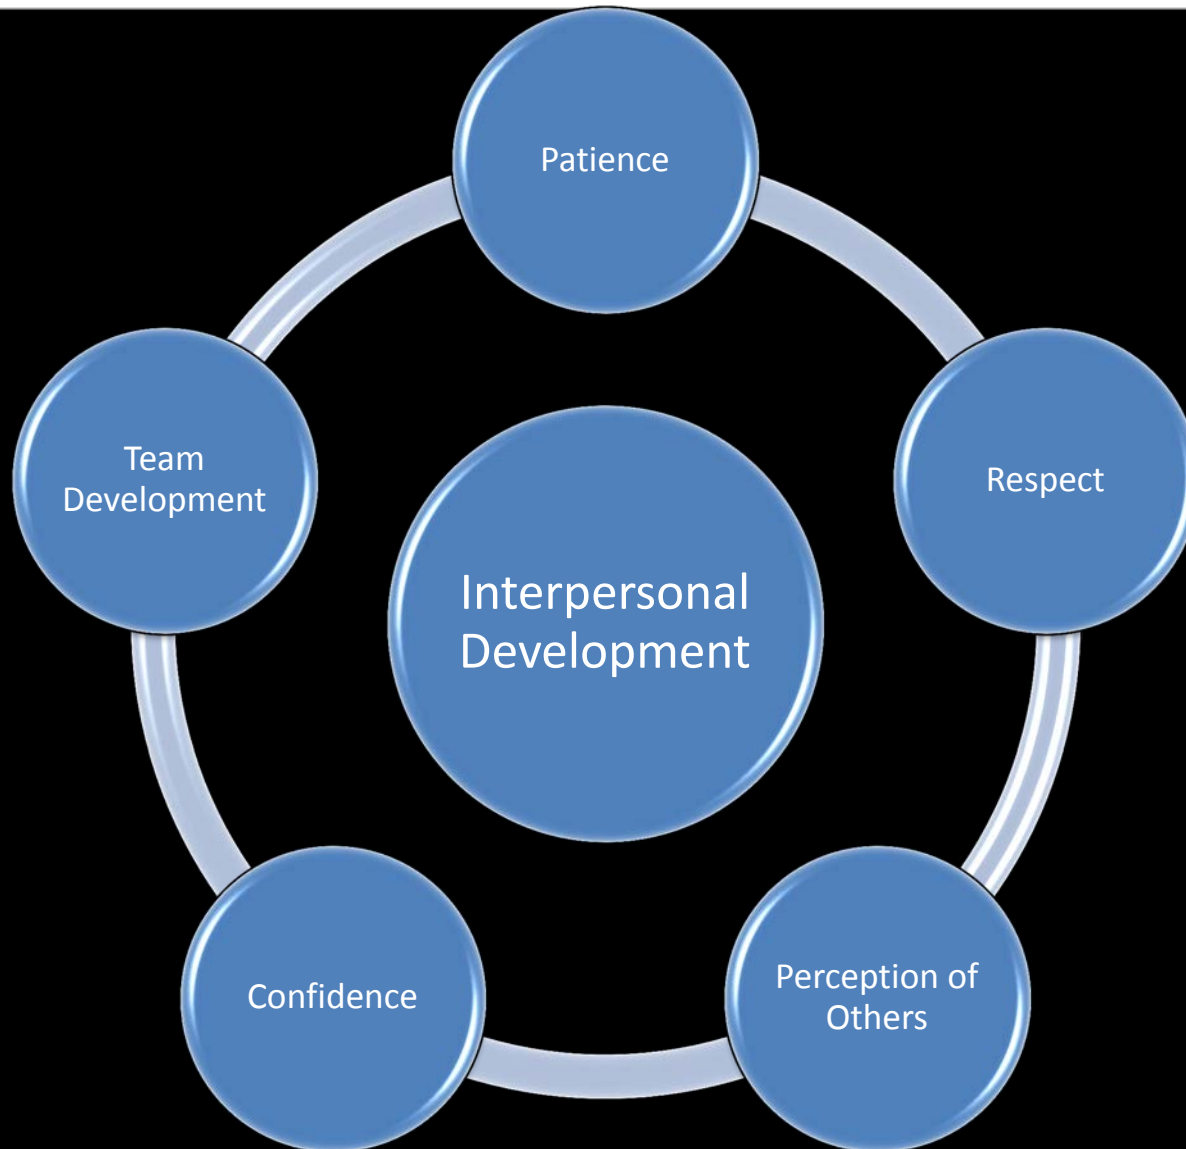 Patience
Respect
Perception of
Others
Confidence
Team
Development
Interpersonal
Development